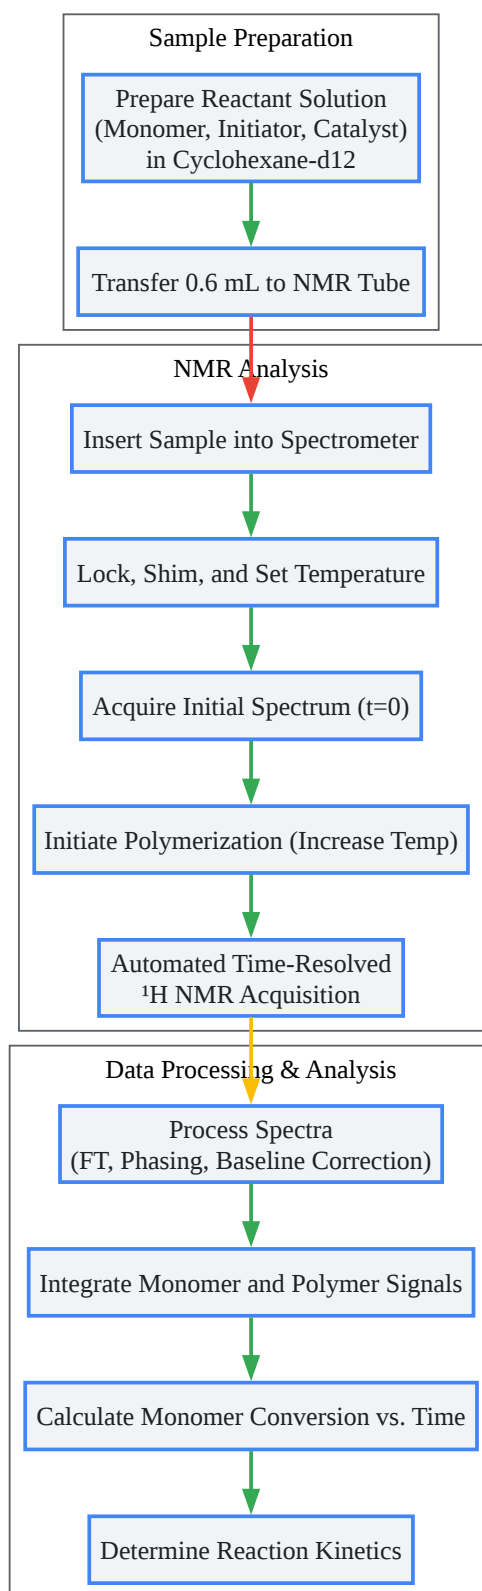 Sample Preparation
Prepare Reactant Solution
(Monomer, Initiator, Catalyst)
in Cyclohexane-d12
Transfer 0.6 mL to NMR Tube
NMR Analysis
Insert Sample into Spectrometer
Lock, Shim, and Set Temperature
Acquire Initial Spectrum (t=0)
Initiate Polymerization (Increase Temp)
Automated Time-Resolved
¹H NMR Acquisition
Data Processing & Analysis
Process Spectra
(FT, Phasing, Baseline Correction)
Integrate Monomer and Polymer Signals
Calculate Monomer Conversion vs. Time
Determine Reaction Kinetics